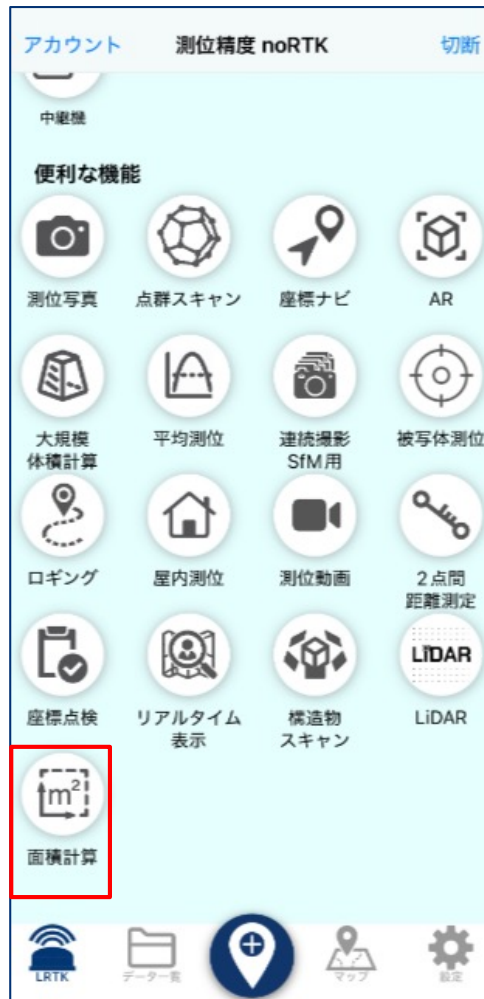 アカウント 測位精度 noRTK 切断
中継機
便利な機能
測位写真 点群スキャン 座標ナビ AR
大規模 平均測位 連続撮影 被写体測位
体積計算 SfM用
ロギング 屋内測位 測位動画 2点間
距離測定
LiDAR
座標点検 リアルタイム 構造物 LiDAR
表示 スキャン
m²
面積計算
LRTK データ一覧 マップ 設定